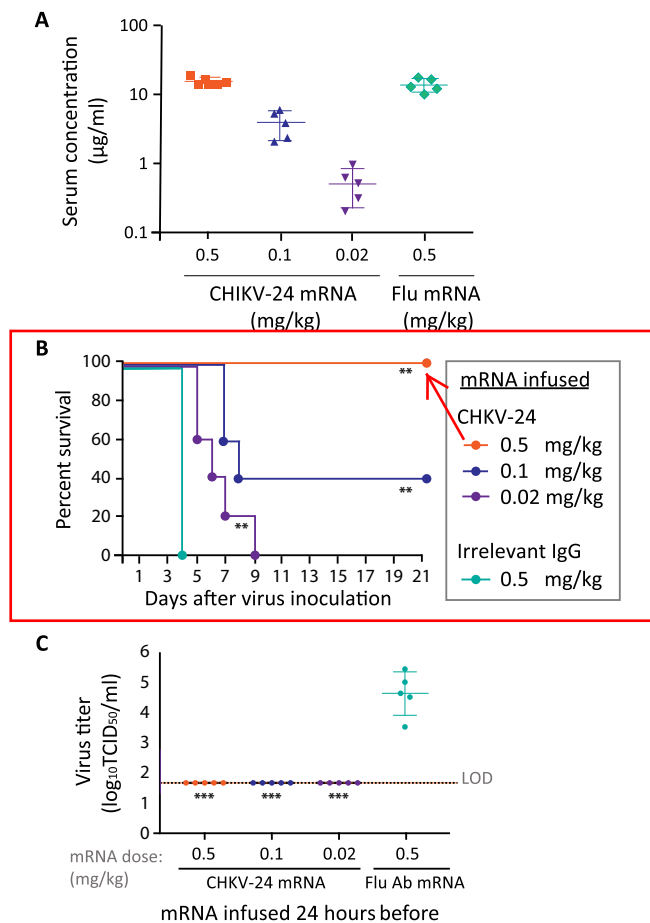 A
Serum concentration
(µg/ml)
100
10
1
0.1
0.5
0.1
0.02
0.5
CHIKV-24 mRNA
(mg/kg)
Flu mRNA
(mg/kg)
B
Percent survival
100
80
60
40
20
0
**
**
**
1 3 5 7 9 11 13 15 17 19 21
Days after virus inoculation
mRNA infused
CHKV-24
0.5 mg/kg
0.1 mg/kg
0.02 mg/kg
Irrelevant IgG
0.5 mg/kg
C
Virus titer
(log10TCID50/ml)
6
5
4
3
2
1
0
LOD
*** *** ***
mRNA dose:
(mg/kg)
0.5 0.1 0.02 0.5
CHKV-24 mRNA
Flu Ab mRNA
mRNA infused 24 hours before